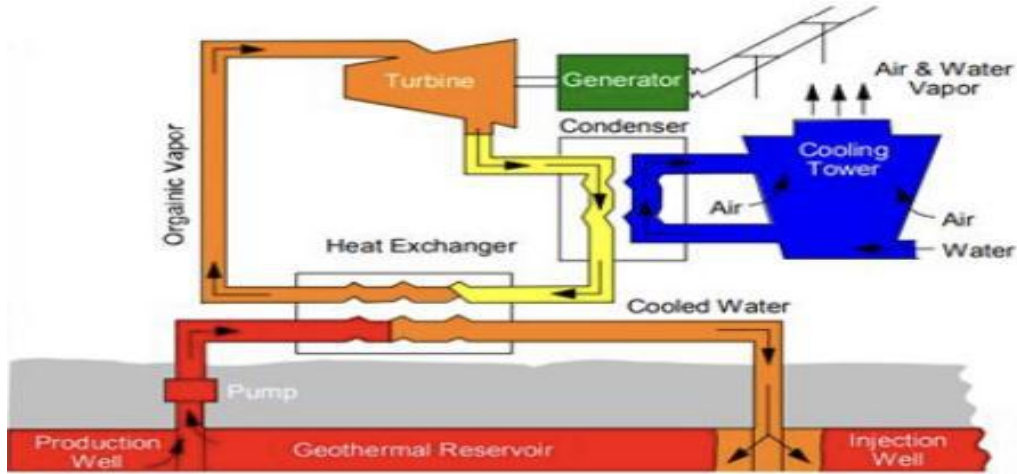 Turbine
Generator
Air & Water
Vapor
Condenser
Cooling
Tower
Orgainic Vapor
Air
Air
Heat Exchanger
Water
Cooled Water
Pump
Production
Well
Geothermal Reservoir
Injection
Well